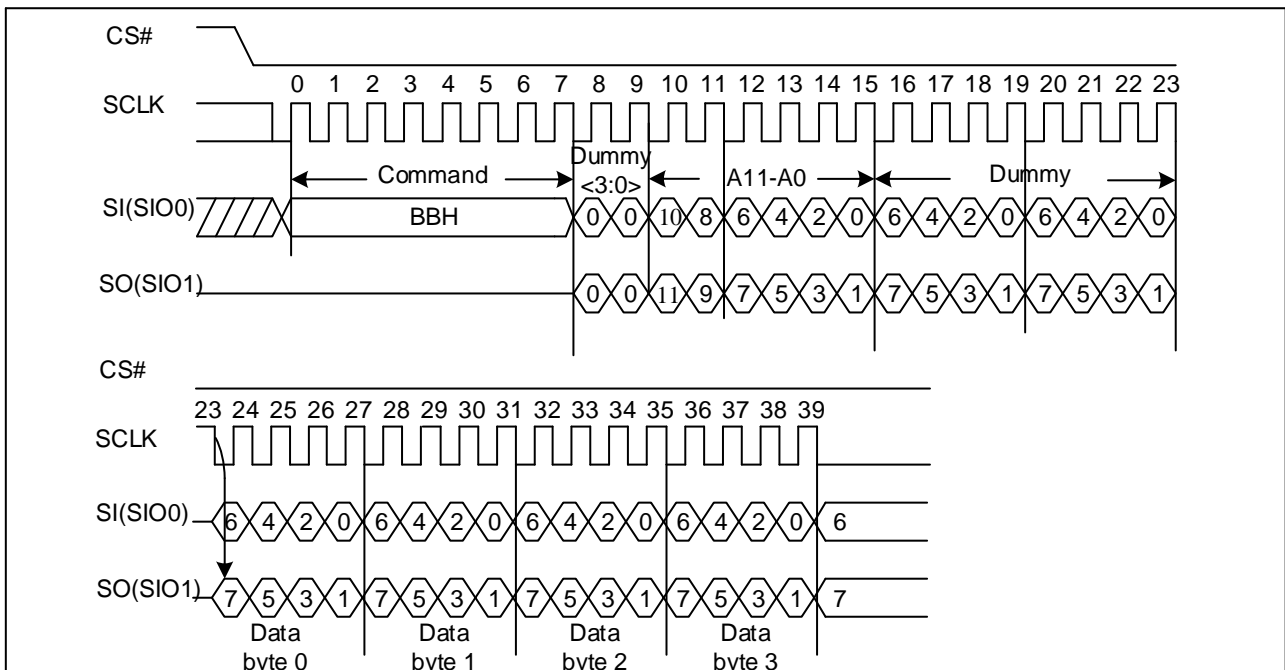 CS#
0 1 2 3 4 5 6 7 8 9 10 11 12 13 14 15 16 17 18 19 20 21 22 23
SCLK
Dummy
<3:0>
Command A11-A0 Dummy
SI(SIO0) BBH 0 0 10 8 6 4 2 0 6 4 2 0 6 4 2 0
SO(SIO1) 0 0 11 9 7 5 3 1 7 5 3 1 7 5 3 1
CS#
23 24 25 26 27 28 29 30 31 32 33 34 35 36 37 38 39
SCLK
SI(SIO0) 6 4 2 0 6 4 2 0 6 4 2 0 6 4 2 0 6
SO(SIO1) 7 5 3 1 7 5 3 1 7 5 3 1 7 5 3 1 7
Data Data Data Data
byte 0 byte 1 byte 2 byte 3